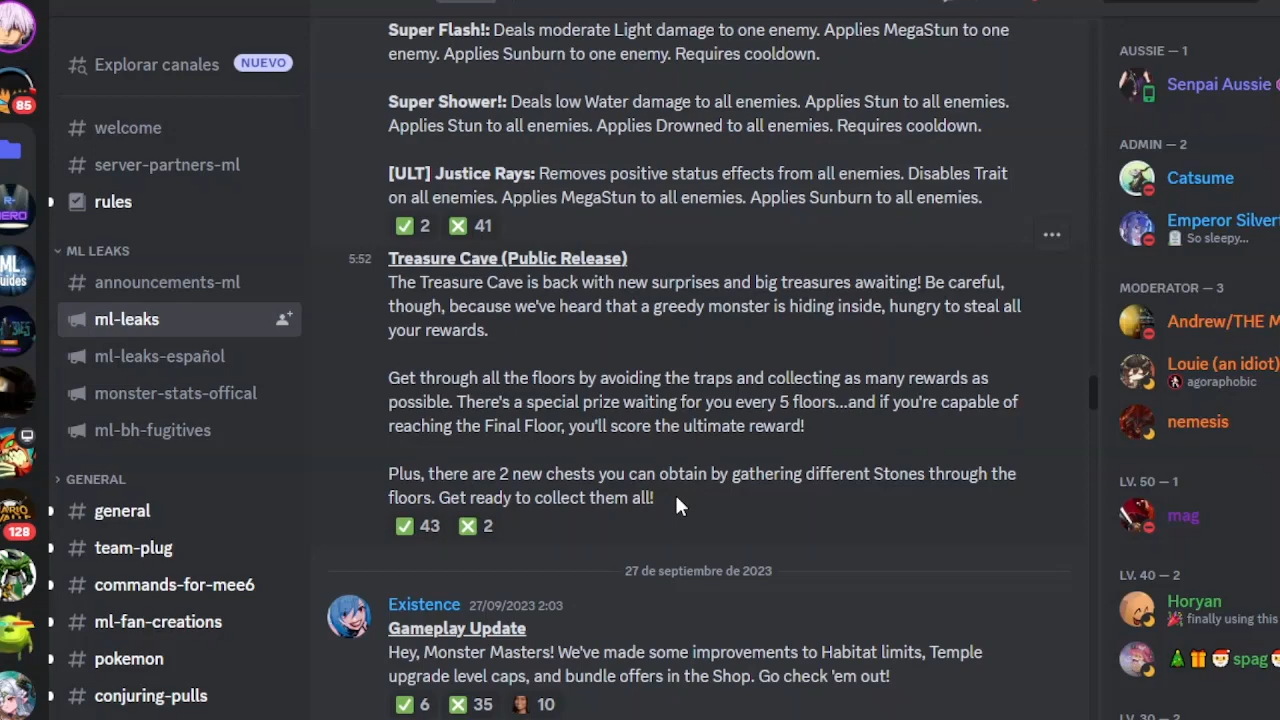 85
128
R-
ML
uides
Explorar canales
NUEVO
# welcome
# server-partners-ml
rules
ML LEAKS
announcements-ml
ml-leaks
ml-leaks-español
monster-stats-offical
ml-bh-fugitives
GENERAL
# general
# team-plug
# commands-for-mee6
# ml-fan-creations
# pokemon
# conjuring-pulls
Super Flash!: Deals moderate Light damage to one enemy. Applies MegaStun to one
enemy. Applies Sunburn to one enemy. Requires cooldown.
Super Shower!: Deals low Water damage to all enemies. Applies Stun to all enemies.
Applies Stun to all enemies. Applies Drowned to all enemies. Requires cooldown.
[ULT] Justice Rays: Removes positive status effects from all enemies. Disables Trait
on all enemies. Applies MegaStun to all enemies. Applies Sunburn to all enemies.
2 41
5:52 Treasure Cave (Public Release)
The Treasure Cave is back with new surprises and big treasures awaiting! Be careful,
though, because we've heard that a greedy monster is hiding inside, hungry to steal all
your rewards.
Get through all the floors by avoiding the traps and collecting as many rewards as
possible. There's a special prize waiting for you every 5 floors...and if you're capable of
reaching the Final Floor, you'll score the ultimate reward!
Plus, there are 2 new chests you can obtain by gathering different Stones through the
floors. Get ready to collect them all!
43 2
27 de septiembre de 2023
Existence 27/09/2023 2:03
Gameplay Update
Hey, Monster Masters! We've made some improvements to Habitat limits, Temple
upgrade level caps, and bundle offers in the Shop. Go check 'em out!
6 35 10
AUSSIE — 1
Senpai Aussie
ADMIN — 2
Catsume
Emperor Silvert
So sleepy...
MODERATOR — 3
Andrew/THE M
Louie (an idiot)
agoraphobic
nemesis
LV. 50 — 1
mag
LV. 40 — 2
Horyan
finally using this
spag
LV. 30 — 2